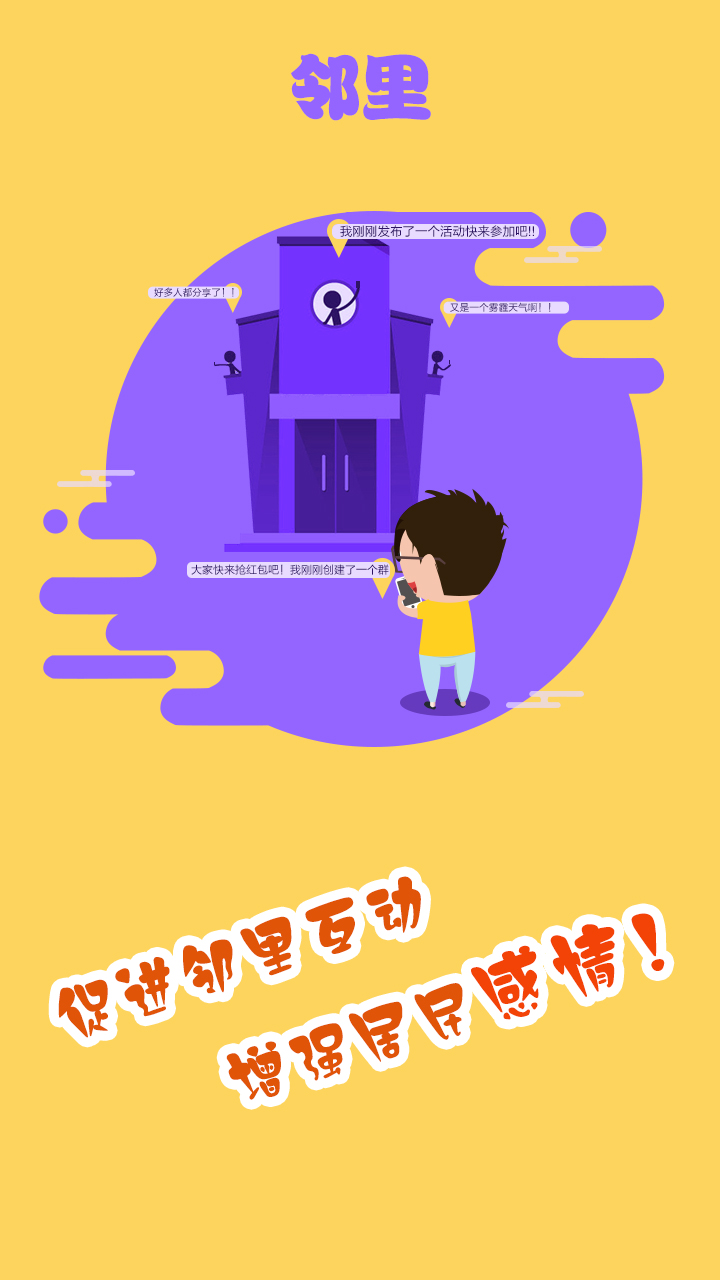 邻里
我刚刚发布了一个活动快来参加吧!!
好多人都分享了！！
又是一个雾霾天气啊！！
大家快来抢红包吧！我刚刚创建了一个群
促进邻里互动
增强居民感情！